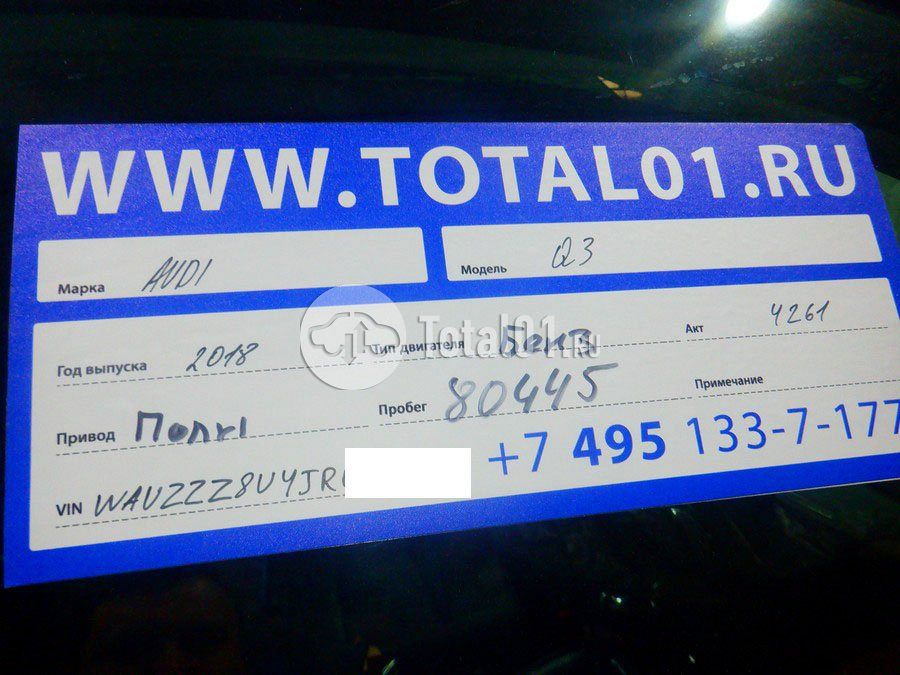 WWW.TOTAL01.RU
Марка AUDI Модель Q3
Год выпуска 2018 Тип двигателя Бенз Акт 4261
Total01.ru
Привод Полный Пробег 80445 Примечание
+7 495 133-7-177
VIN WAUZZZ8U4JR